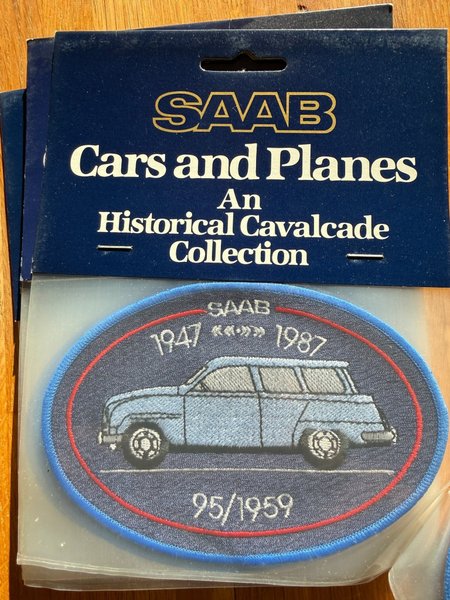 SAAB
Cars and Planes
An
Historical Cavalcade
Collection
SAAB
1947 «‹·›» 1987
95/1959